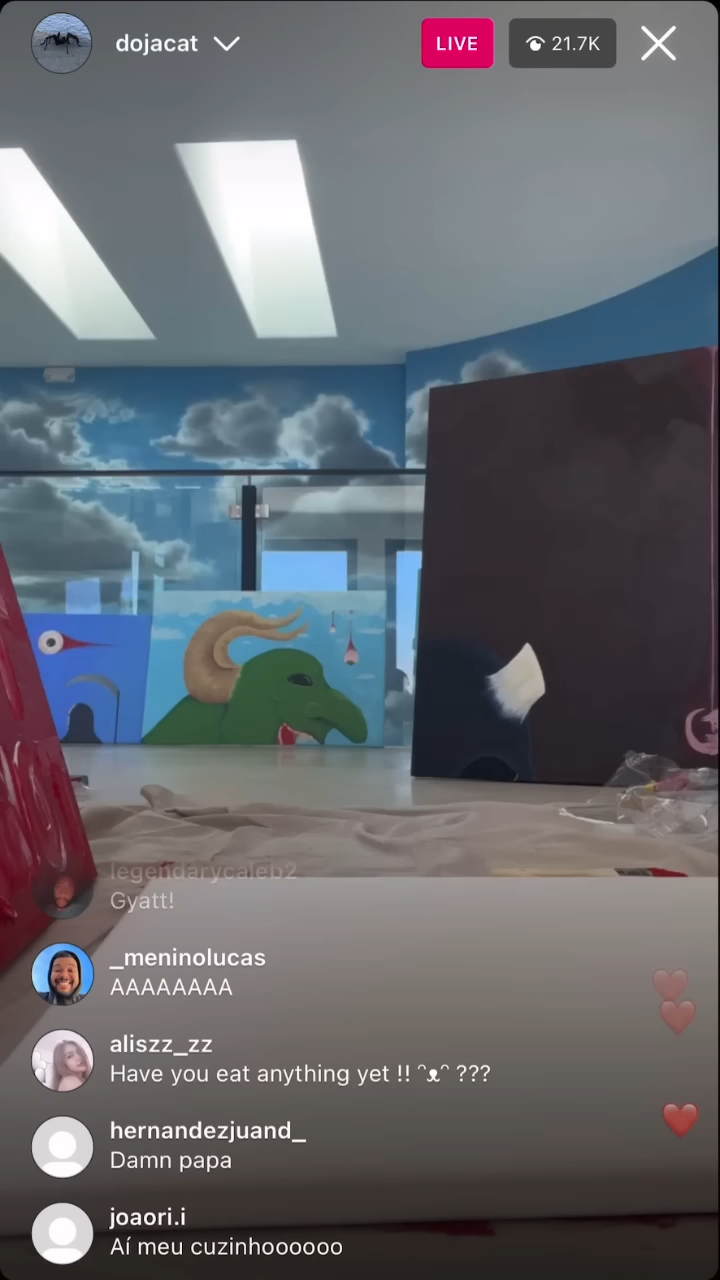 dojacat
LIVE
21.7K
legendarycaleb2
Gyatt!
_meninolucas
AAAAAAAA
aliszz_zz
Have you eat anything yet !! ᵔᴥᵔ ???
hernandezjuand_
Damn papa
joaori.i
Aí meu cuzinhoooooo